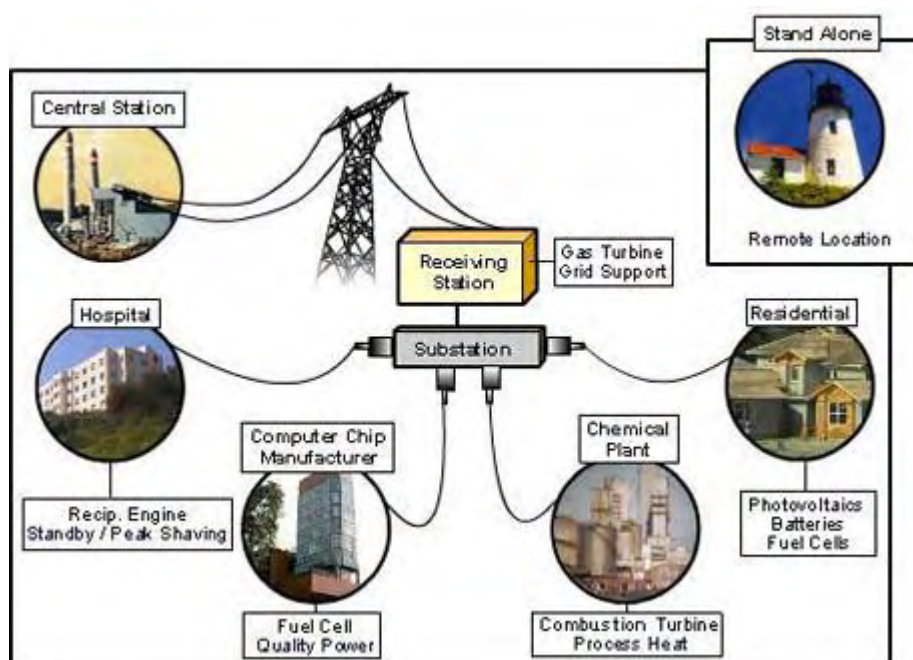 Stand Alone
Central Station
Remote Location
Receiving
Station
Gas Turbine
Grid Support
Hospital
Substation
Residential
Computer Chip
Manufacturer
Chemical
Plant
Recip. Engine
Standby / Peak Shaving
Photovoltaics
Batteries
Fuel Cells
Fuel Cell
Quality Power
Combustion Turbine
Process Heat